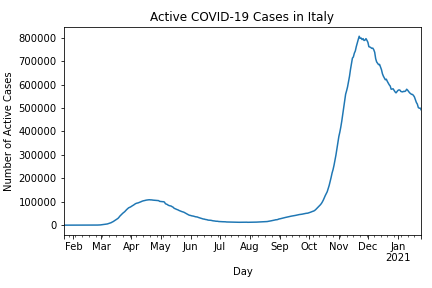 Active COVID-19 Cases in Italy
Number of Active Cases
800000
700000
600000
500000
400000
300000
200000
100000
0
Feb Mar Apr May Jun Jul Aug Sep Oct Nov Dec Jan
2021
Day